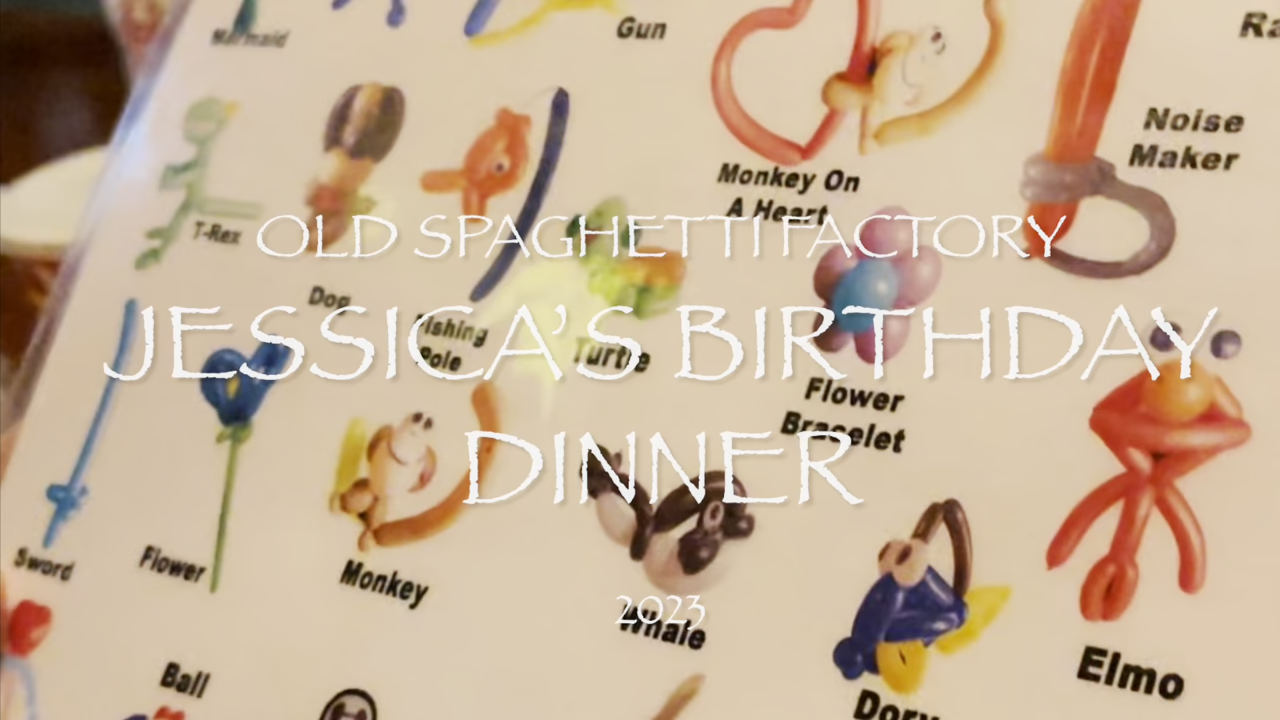 Mermaid
Gun
Noise
Maker
Monkey On
A Heart
T-Rex
OLD SPAGHETTI FACTORY
Dog
Fishing
Pole
Turtle
JESSICA'S BIRTHDAY
Flower
Bracelet
DINNER
Sword
Flower
Monkey
2023
Whale
Elmo
Ball
Dory